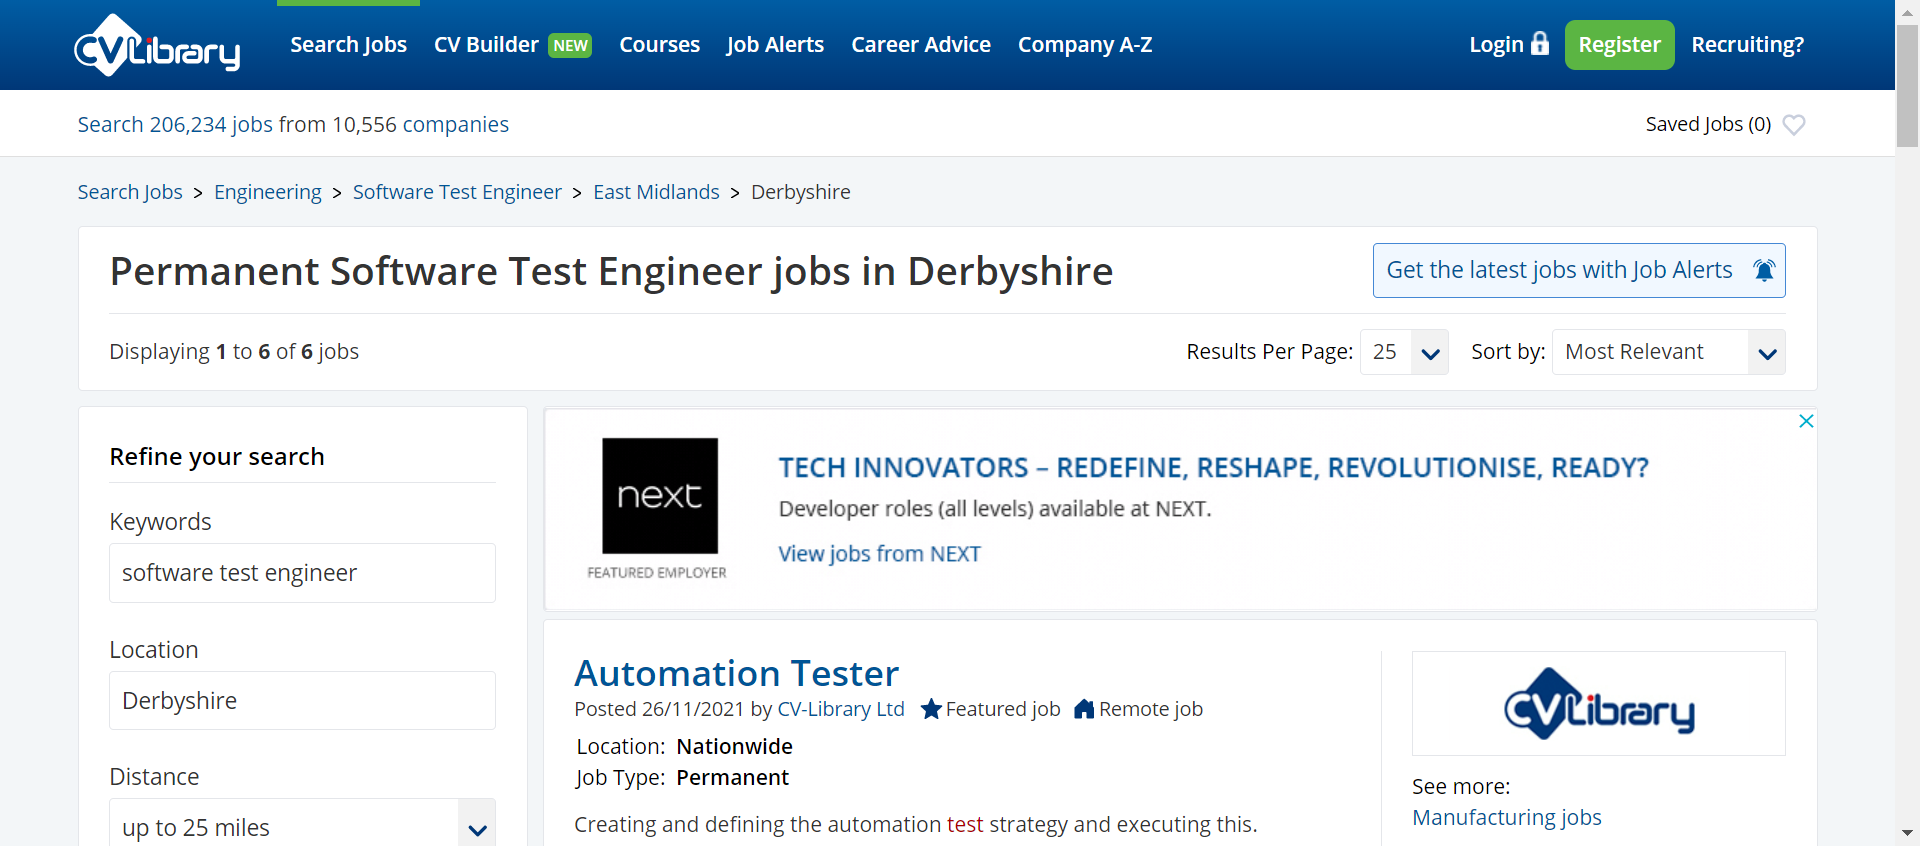 CVLibrary Search Jobs CV Builder NEW Courses Job Alerts Career Advice Company A-Z Login Register Recruiting?
Search 206,234 jobs from 10,556 companies Saved Jobs (0)
Search Jobs > Engineering > Software Test Engineer > East Midlands > Derbyshire
Permanent Software Test Engineer jobs in Derbyshire Get the latest jobs with Job Alerts
Displaying 1 to 6 of 6 jobs Results Per Page: 25 Sort by: Most Relevant
Refine your search
Keywords
software test engineer
Location
Derbyshire
Distance
up to 25 miles
next
FEATURED EMPLOYER
TECH INNOVATORS – REDEFINE, RESHAPE, REVOLUTIONISE, READY?
Developer roles (all levels) available at NEXT.
View jobs from NEXT
Automation Tester
Posted 26/11/2021 by CV-Library Ltd Featured job Remote job
Location: Nationwide
Job Type: Permanent
Creating and defining the automation test strategy and executing this.
CVLibrary
See more:
Manufacturing jobs